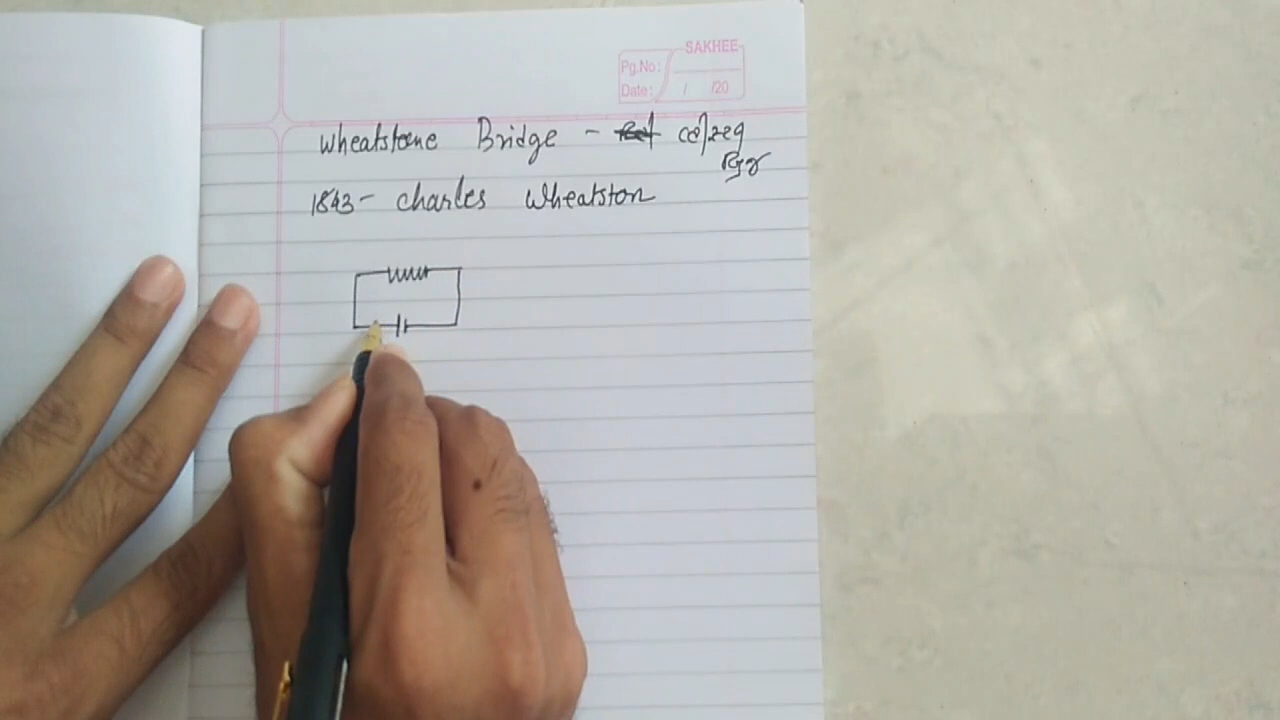 SAKHEE
Pg.No:
Date: / /20
Wheatstone Bridge -
1843- Charles Wheatston